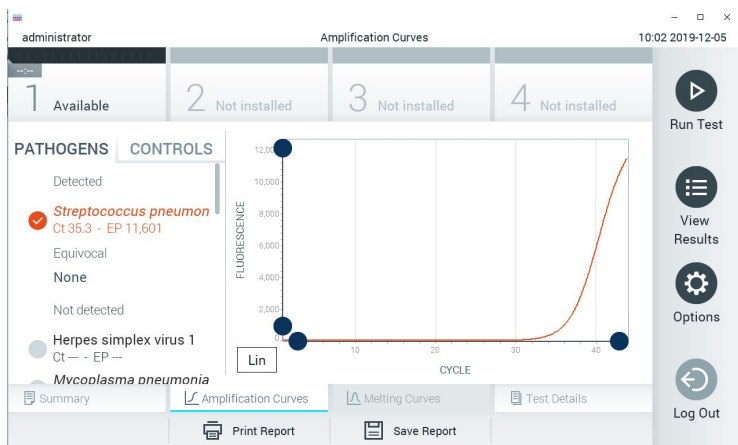 administrator
Amplification Curves
10:02 2019-12-05
--:--
1 Available
2 Not installed
3 Not installed
4 Not installed
Run Test
PATHOGENS
CONTROLS
Detected
Streptococcus pneumon
Ct 35.3 - EP 11,601
Equivocal
None
Not detected
Herpes simplex virus 1
Ct --- - EP ---
Mycoplasma pneumonia
FLUORESCENCE
12,00
10,000
8,000
6,000
4,000
2,000
0
10
20
30
40
CYCLE
Lin
View
Results
Options
Log Out
Summary
Amplification Curves
Melting Curves
Test Details
Print Report
Save Report